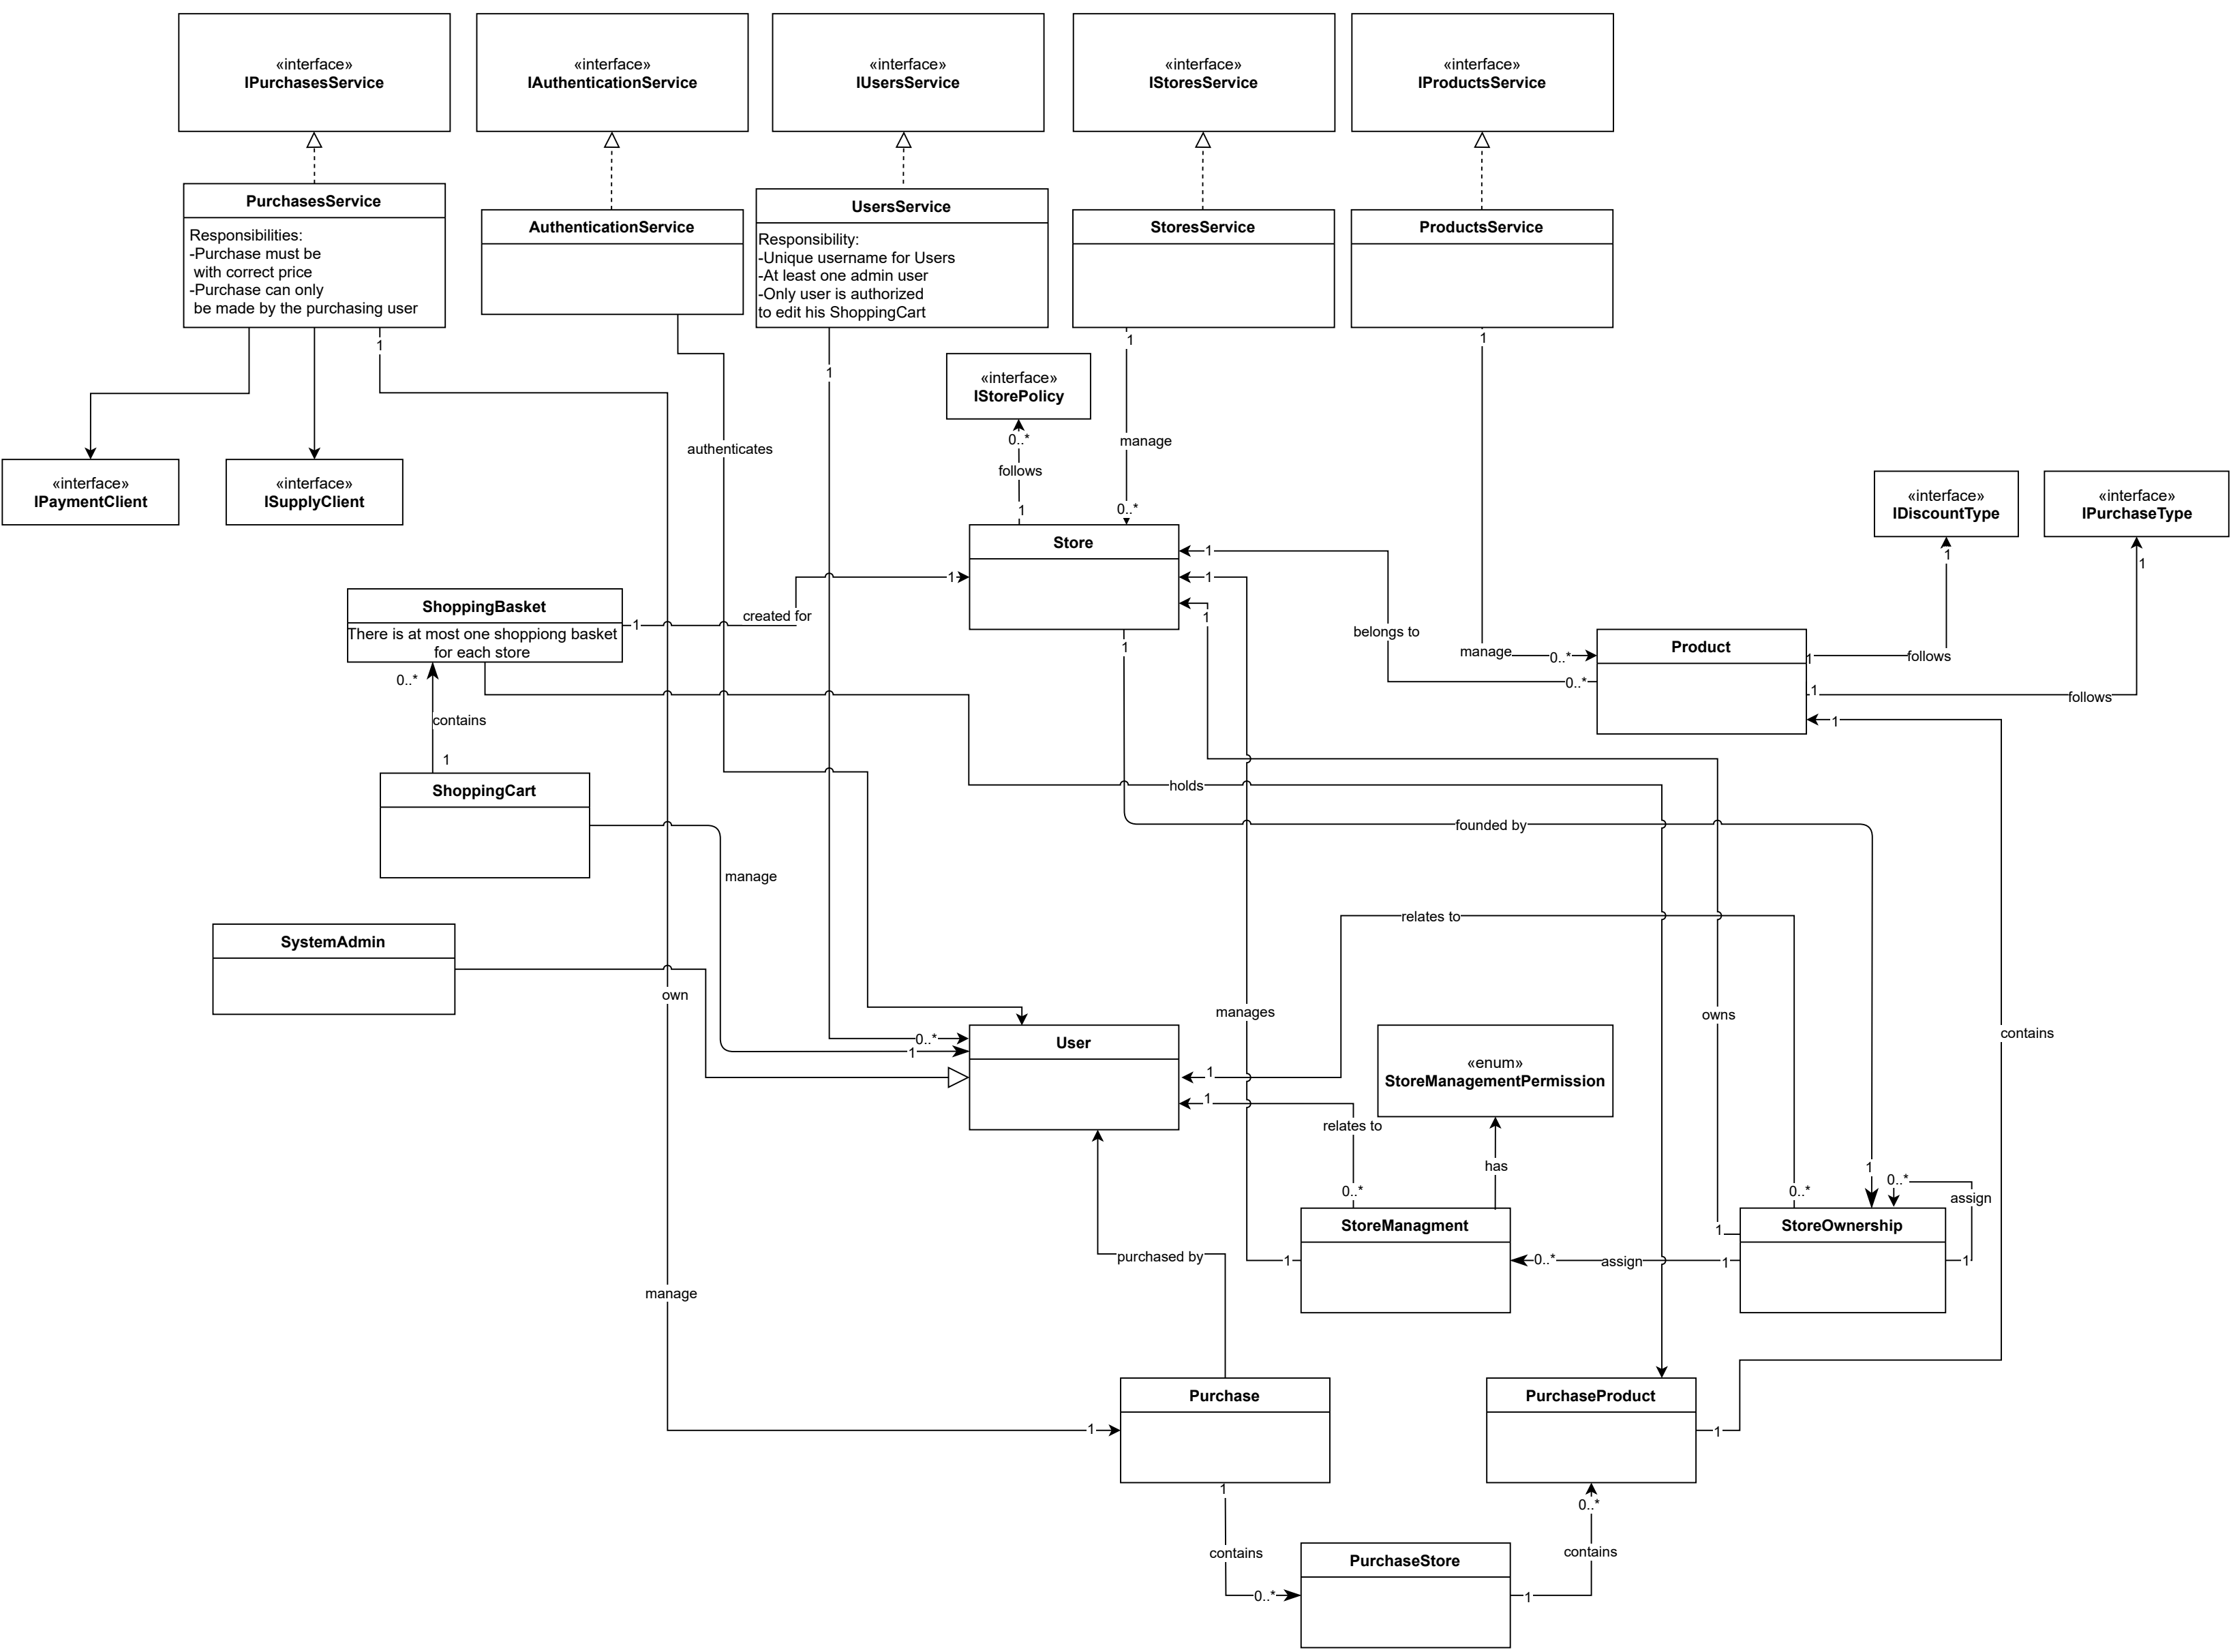 «interface»
IPurchasesService
«interface»
IAuthenticationService
«interface»
IUsersService
«interface»
IStoresService
«interface»
IProductsService
PurchasesService
Responsibilities:
-Purchase must be
with correct price
-Purchase can only
be made by the purchasing user
AuthenticationService
UsersService
Responsibility:
-Unique username for Users
-At least one admin user
-Only user is authorized
to edit his ShoppingCart
StoresService
ProductsService
1
1
1
1
«interface»
IStorePolicy
0..*
follows
1
manage
0..*
authenticates
«interface»
IPaymentClient
«interface»
ISupplyClient
«interface»
IDiscountType
«interface»
IPurchaseType
1
1
Store
1
1
1
1
1
ShoppingBasket
There is at most one shoppiong basket
for each store
1
created for
belongs to
manage
0..*
0..*
Product
1
follows
1
follows
1
0..*
contains
1
ShoppingCart
holds
founded by
manage
SystemAdmin
own
relates to
manages
owns
contains
User
0..*
1
1
1
relates to
0..*
«enum»
StoreManagementPermission
has
1
0..*
0..*
assign
StoreManagment
1
0..*
assign
1
StoreOwnership
1
1
purchased by
manage
Purchase
1
PurchaseProduct
1
1
contains
0..*
PurchaseStore
1
contains
0..*